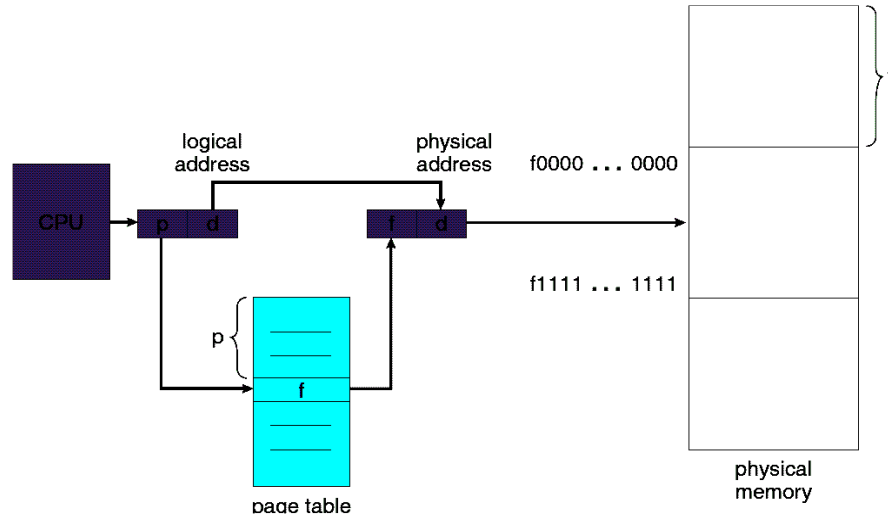 logical
address
physical
address
f0000 ... 0000
CPU
p
d
f
d
f1111 ... 1111
p
f
page table
physical
memory